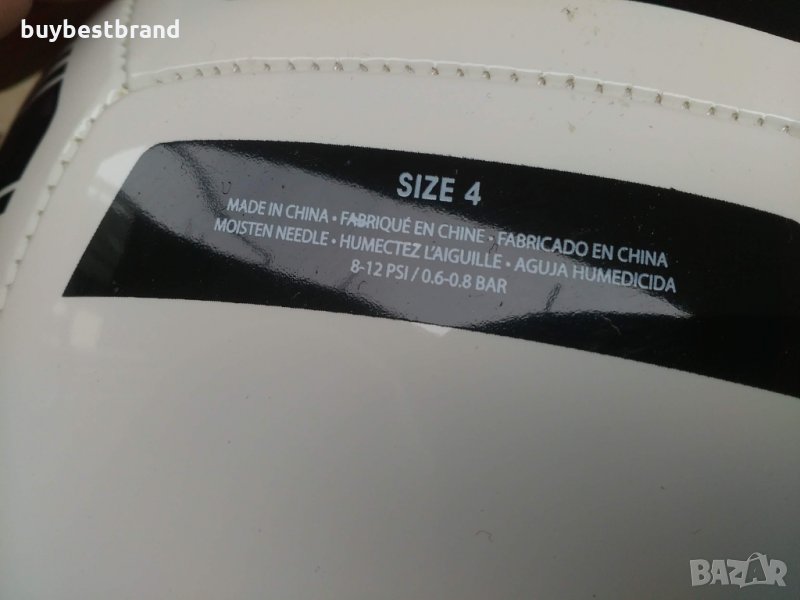 buybestbrand
SIZE 4
MADE IN CHINA • FABRIQUÉ EN CHINE • FABRICADO EN CHINA
MOISTEN NEEDLE • HUMECTEZ L'AIGUILLE • AGUJA HUMEDICIDA
8-12 PSI / 0.6-0.8 BAR
BAZAR